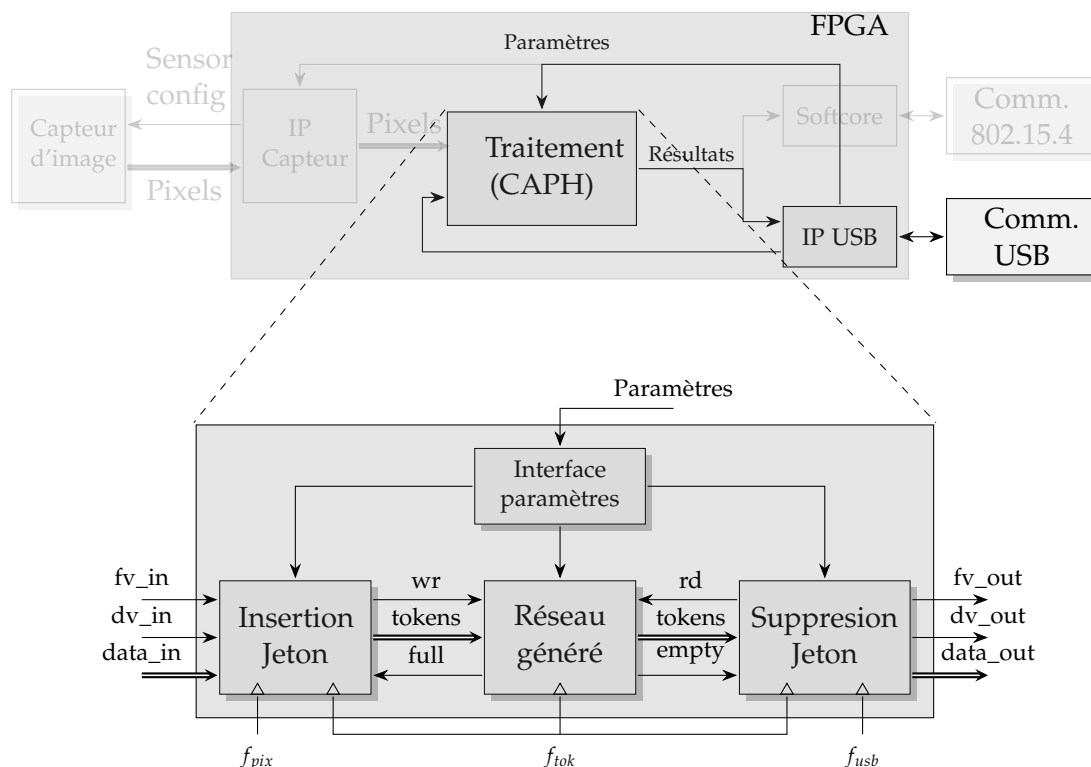 FPGA
Paramètres
Sensor
config
Capteur
d'image
IP
Capteur
Pixels
Pixels
Traitement
(CAPH)
Résultats
Softcore
Comm.
802.15.4
IP USB
Comm.
USB
Paramètres
Interface
paramètres
fv_in
dv_in
data_in
Insertion
Jeton
wr
tokens
full
Réseau
généré
rd
tokens
empty
Suppresion
Jeton
fv_out
dv_out
data_out
f_pix
f_tok
f_usb